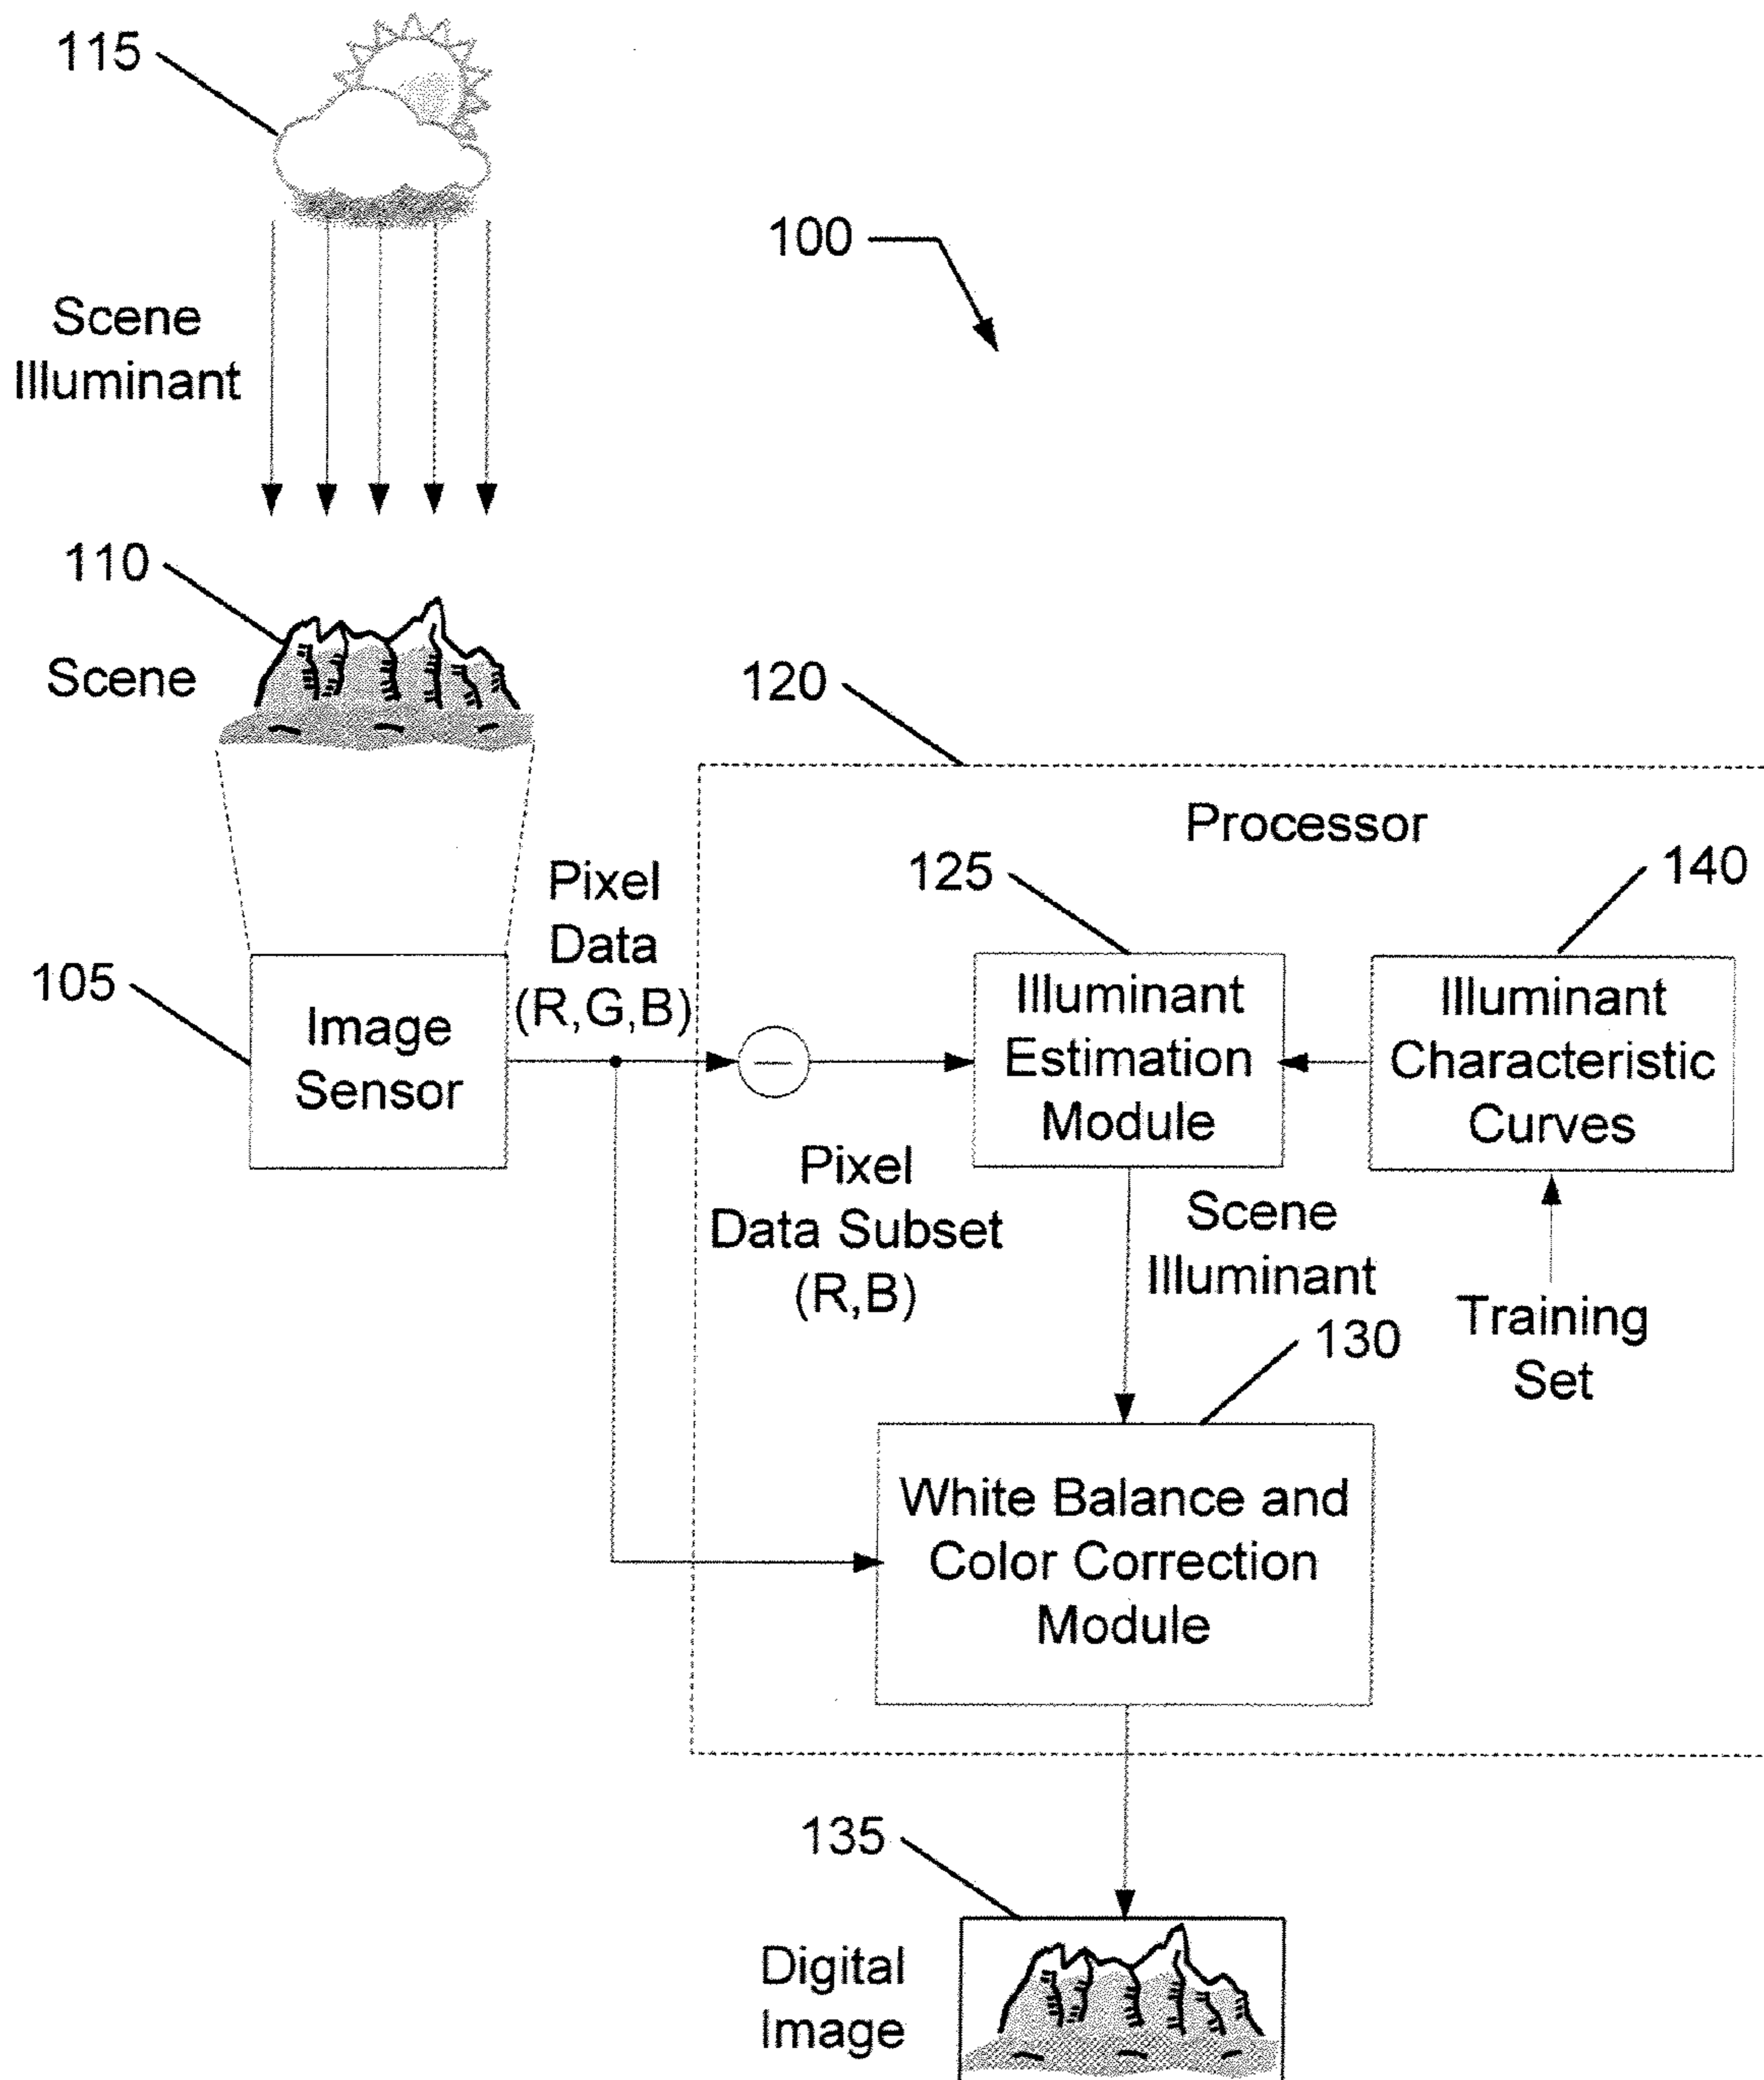 115
100
Scene
Illuminant
110
Scene
120
Processor
125
140
Pixel
Data
(R,G,B)
105
Image
Sensor
Illuminant
Estimation
Module
Illuminant
Characteristic
Curves
Pixel
Data Subset
(R,B)
Scene
Illuminant
130
Training
Set
White Balance and
Color Correction
Module
135
Digital
Image